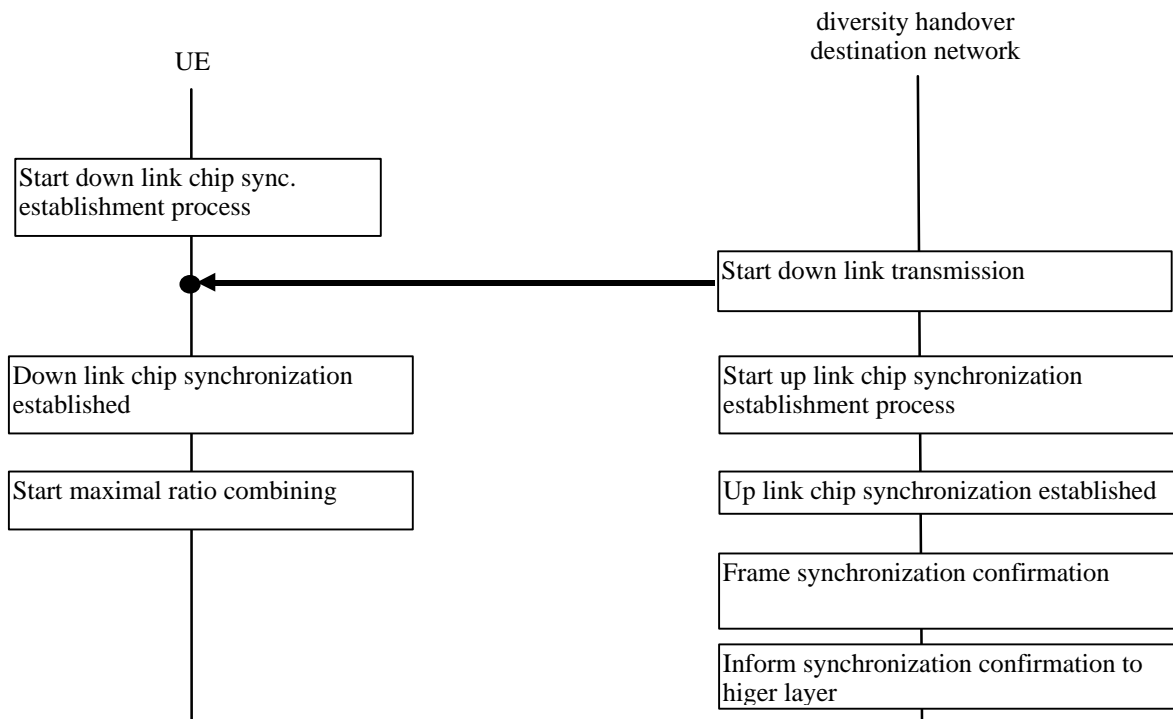 diversity handover
destination network
UE
Start down link chip sync.
establishment process
Start down link transmission
Down link chip synchronization
established
Start up link chip synchronization
establishment process
Start maximal ratio combining
Up link chip synchronization established
Frame synchronization confirmation
Inform synchronization confirmation to
higer layer